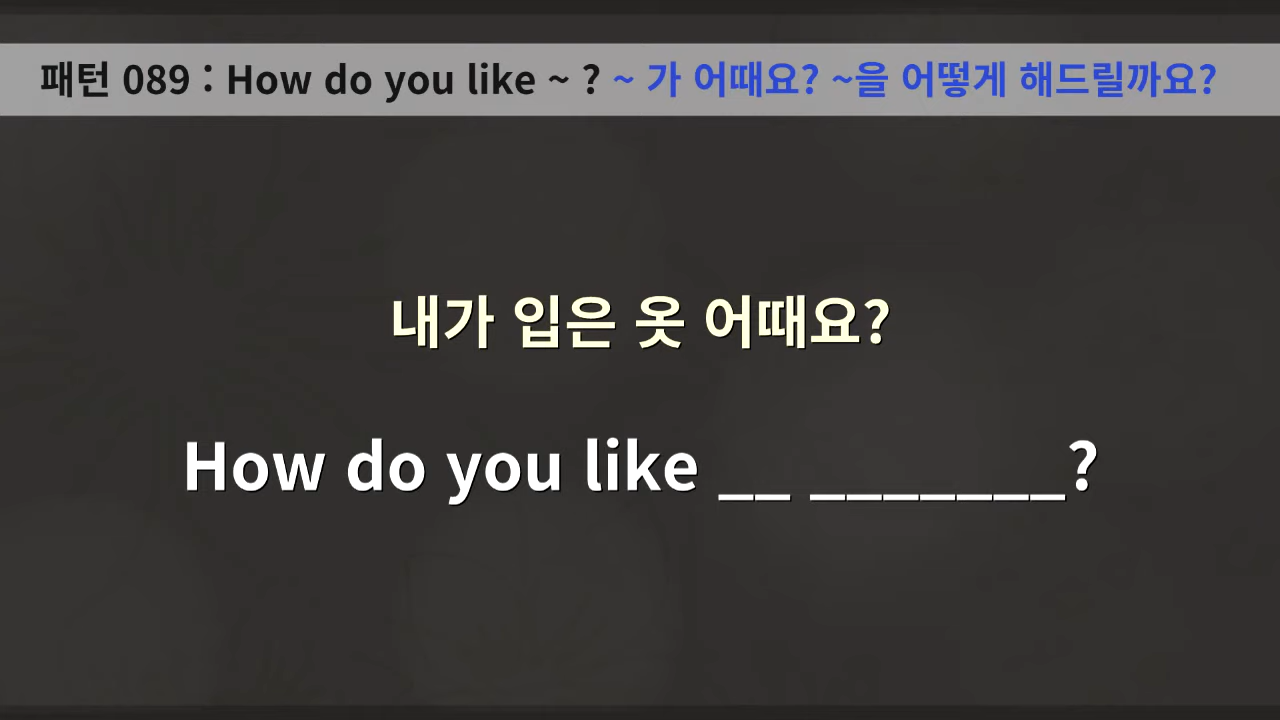 패턴 089 : How do you like ~ ? ~ 가 어때요? ~을 어떻게 해드릴까요?
내가 입은 옷 어때요?
How do you like __ _______?